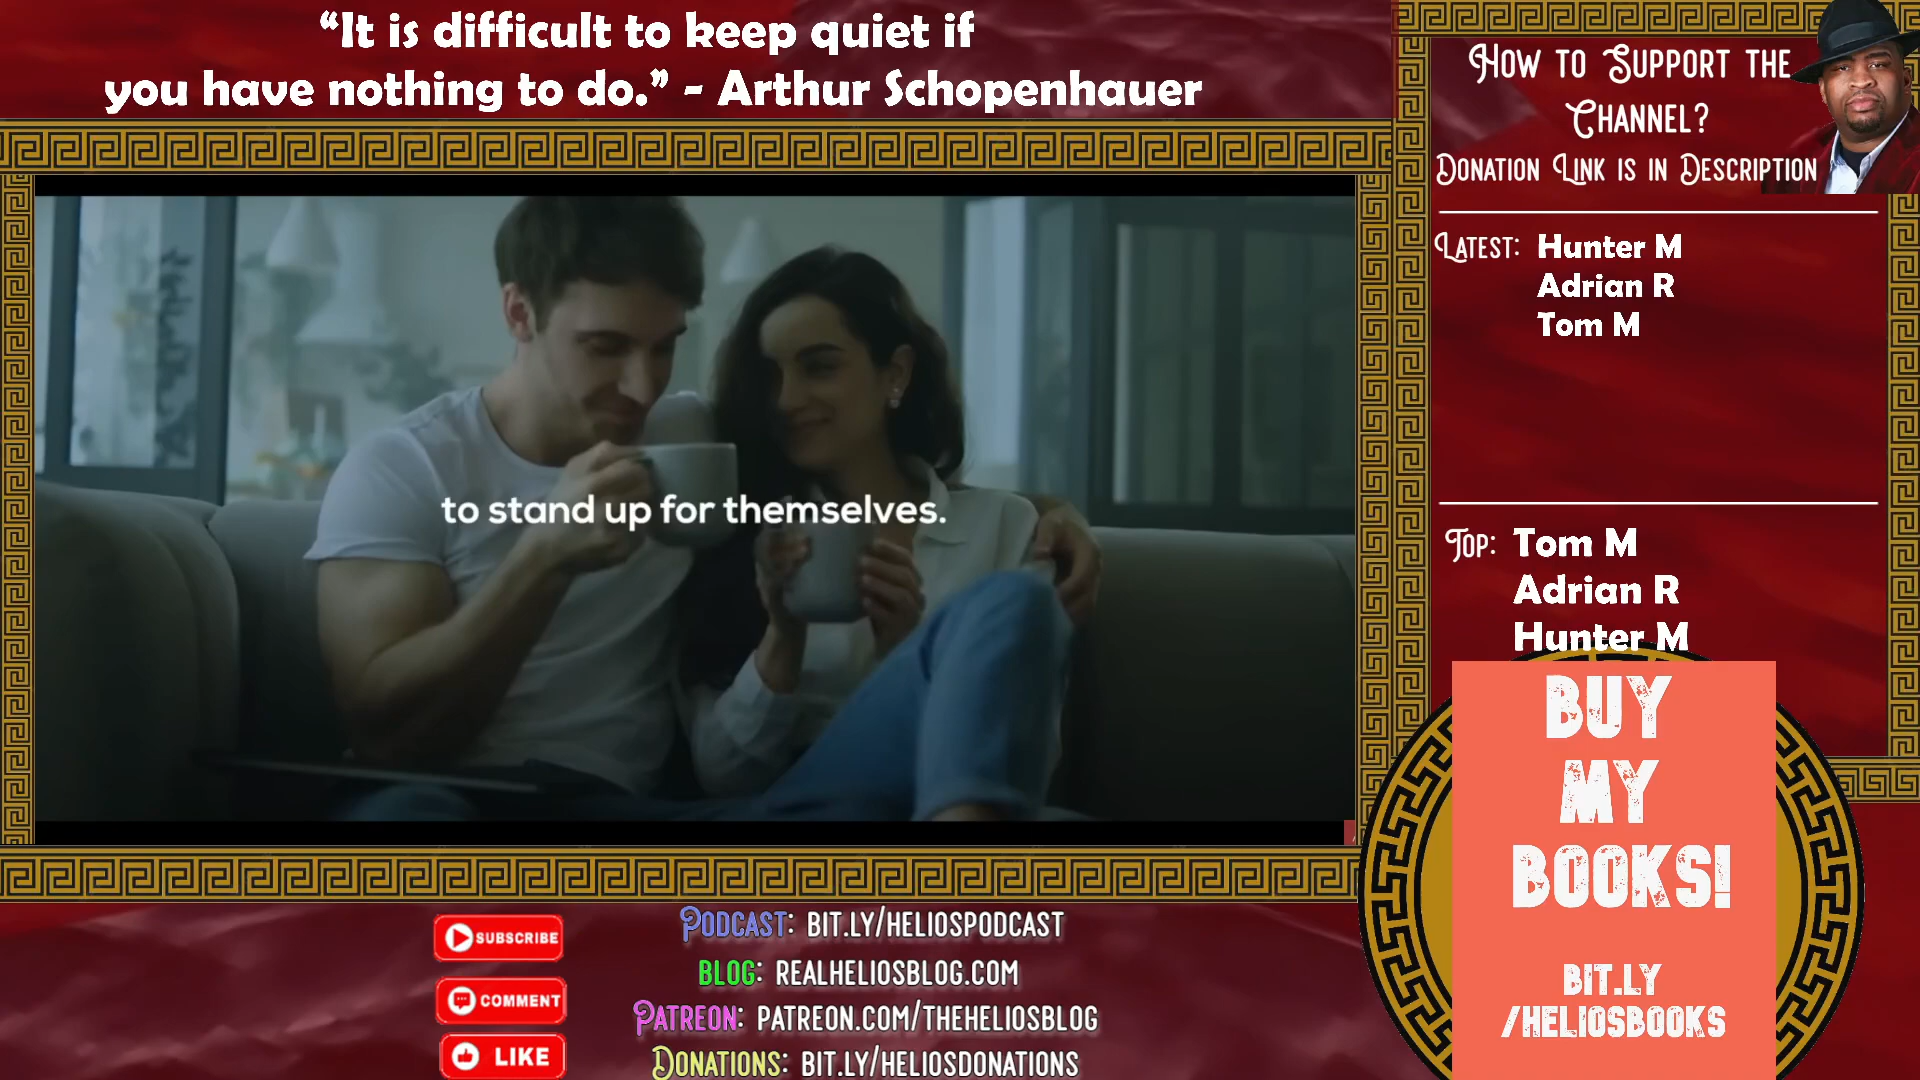 “It is difficult to keep quiet if
you have nothing to do.” - Arthur Schopenhauer
How to Support the
Channel?
Donation Link is in Description
Latest: Hunter M
Adrian R
Tom M
to stand up for themselves.
Top: Tom M
Adrian R
Hunter M
BUY
MY
BOOKS!
BIT.LY
/HELIOSBOOKS
SUBSCRIBE
COMMENT
LIKE
Podcast: bit.ly/heliospodcast
Blog: realheliosblog.com
Patreon: patreon.com/theheliosblog
Donations: bit.ly/heliosdonations